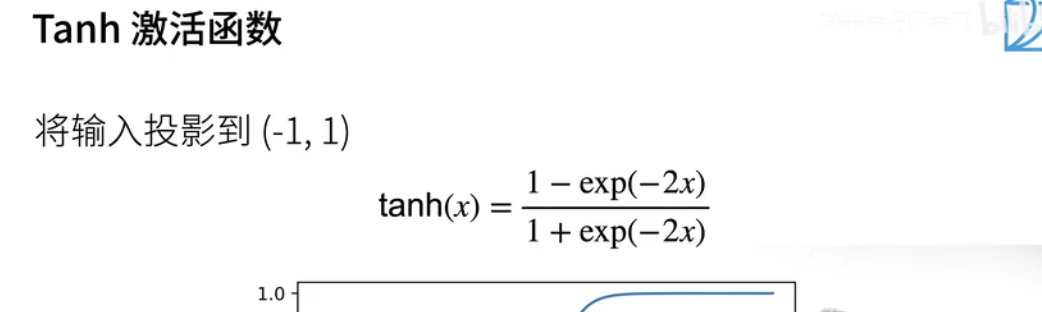 Tanh 激活函数
将输入投影到 (-1, 1)
tanh(x) = \frac{1 − exp(−2x)}{1 + exp(−2x)}
1.0